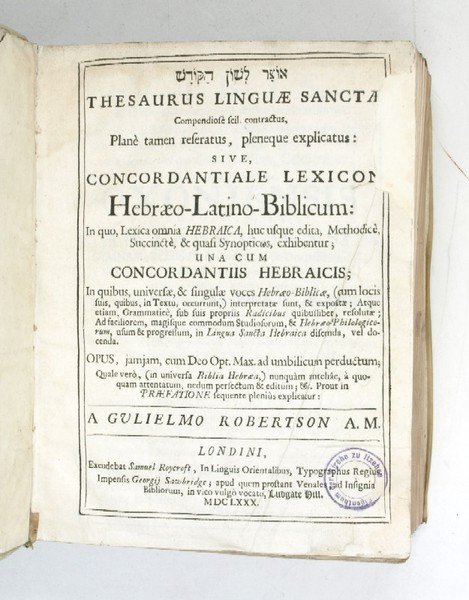 אוצר לשון הקודש
THESAURUS LINGUÆ SANCTÆ
Compendiosè scil. contractus,
Planè tamen reseratus, pleneque explicatus:
SIVE,
CONCORDANTIALE LEXICON
Hebræo-Latino-Biblicum:
In quo, Lexica omnia HEBRAICA, huc usque edita, Methodicè,
Succinctè, & quasi Synopticωs, exhibentur;
UNA CUM
CONCORDANTIIS HEBRAICIS;
In quibus, universæ, & singulæ voces Hebræo-Biblicæ, (cum locis
suis, quibus, in Textu, occurrunt,) interpretatæ sunt, & expositæ; Atque
etiam, Grammaticè, sub suis propriis Radicibus quibuslibet, resolutæ;
Ad faciliorem, magisque commodum Studiosorum, & Hebræo-Philologico-
rum, usum & progressum, in Lingua Sancta Hebraica discenda, vel do-
cenda.
OPUS, jamjam, cum Deo Opt. Max. ad umbilicum perductum;
Quale verò, (in universa Biblia Hebræa,) nunquàm antehàc, à quo-
quam attentatum, nedum perfectum & editum; &c. Prout in
PRÆFATIONE sequente pleniùs explicatur:
A GULIELMO ROBERTSON A. M.
LONDINI,
Excudebat Samuel Roycroft, In Linguis Orientalibus, Typographus Regius
Impensis Georgij Sawbridge; apud quem prostant Venales ad Insignia
Bibliorum, in vico vulgò vocato, Ludgate Hill.
MDCLXXX.